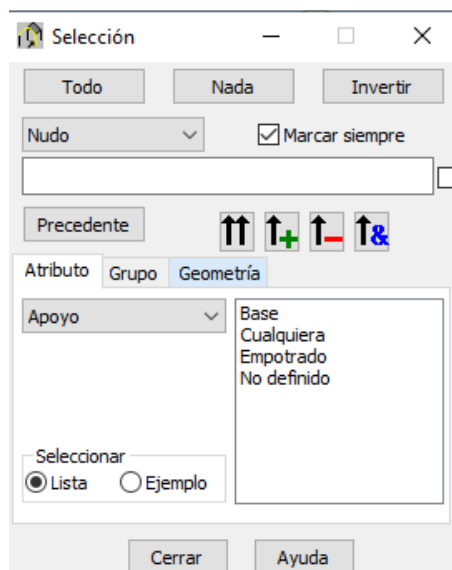 Selección
Todo Nada Invertir
Nudo Marcar siempre
Precedente
Atributo Grupo Geometría
Apoyo
Base
Cualquiera
Empotrado
No definido
Seleccionar
Lista Ejemplo
Cerrar Ayuda